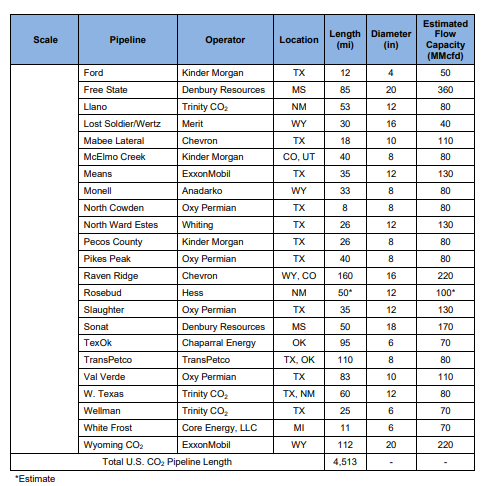 Scale Pipeline Operator Location Length (mi) Diameter (in) Estimated Flow Capacity (MMcfd)
Ford Kinder Morgan TX 12 4 50
Free State Denbury Resources MS 85 20 360
Llano Trinity CO₂ NM 53 12 80
Lost Soldier/Wertz Merit WY 30 16 40
Mabee Lateral Chevron TX 18 10 110
McElmo Creek Kinder Morgan CO, UT 40 8 80
Means ExxonMobil TX 35 12 130
Monell Anadarko WY 33 8 80
North Cowden Oxy Permian TX 8 8 80
North Ward Estes Whiting TX 26 12 130
Pecos County Kinder Morgan TX 26 8 80
Pikes Peak Oxy Permian TX 40 8 80
Raven Ridge Chevron WY, CO 160 16 220
Rosebud Hess NM 50* 12 100*
Slaughter Oxy Permian TX 35 12 130
Sonat Denbury Resources MS 50 18 170
TexOk Chaparral Energy OK 95 6 70
TransPetco TransPetco TX, OK 110 8 80
Val Verde Oxy Permian TX 83 10 110
W. Texas Trinity CO₂ TX, NM 60 12 80
Wellman Trinity CO₂ TX 25 6 70
White Frost Core Energy, LLC MI 11 6 70
Wyoming CO₂ ExxonMobil WY 112 20 220
Total U.S. CO₂ Pipeline Length 4,513 - -
*Estimate